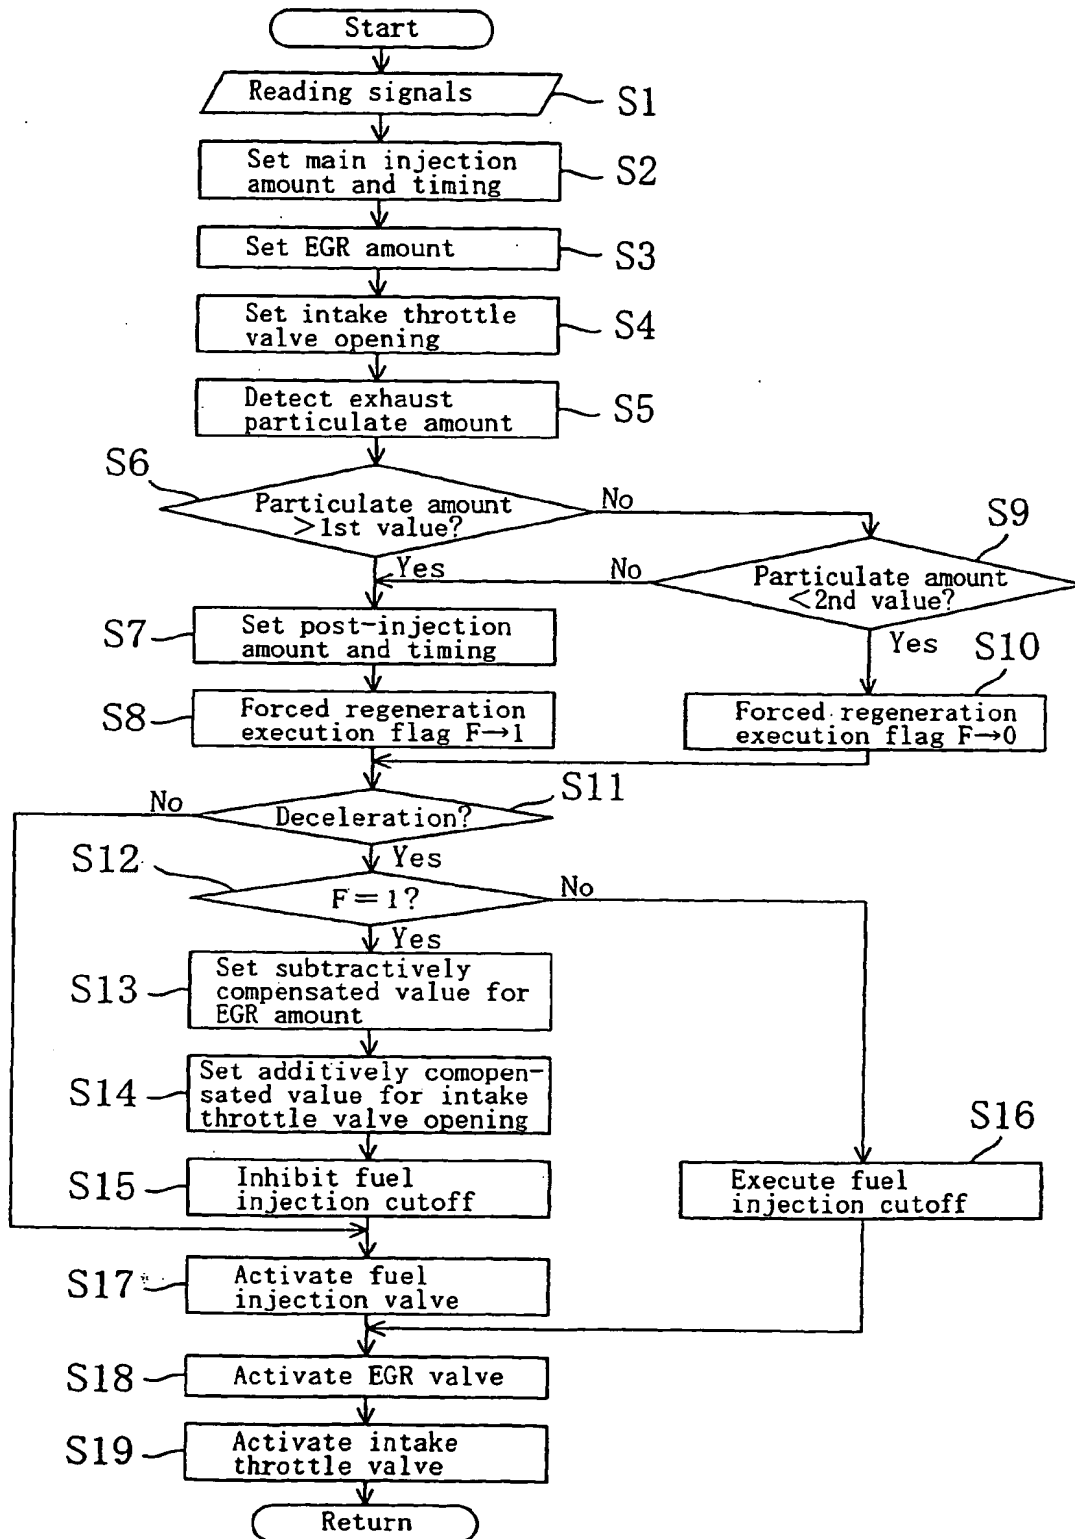 Start
Reading signals
S1
Set main injection
amount and timing
S2
Set EGR amount
S3
Set intake throttle
valve opening
S4
Detect exhaust
particulate amount
S5
S6
Particulate amount
>1st value?
No
Yes
S9
Particulate amount
<2nd value?
No
Yes
S7
Set post-injection
amount and timing
S10
S8
Forced regeneration
execution flag F→1
Forced regeneration
execution flag F→0
S11
No
Deceleration?
Yes
S12
F=1?
No
Yes
S13
Set subtractively
compensated value for
EGR amount
S14
Set additively comopen-
sated value for intake
throttle valve opening
S15
Inhibit fuel
injection cutoff
S16
Execute fuel
injection cutoff
S17
Activate fuel
injection valve
S18
Activate EGR valve
S19
Activate intake
throttle valve
Return